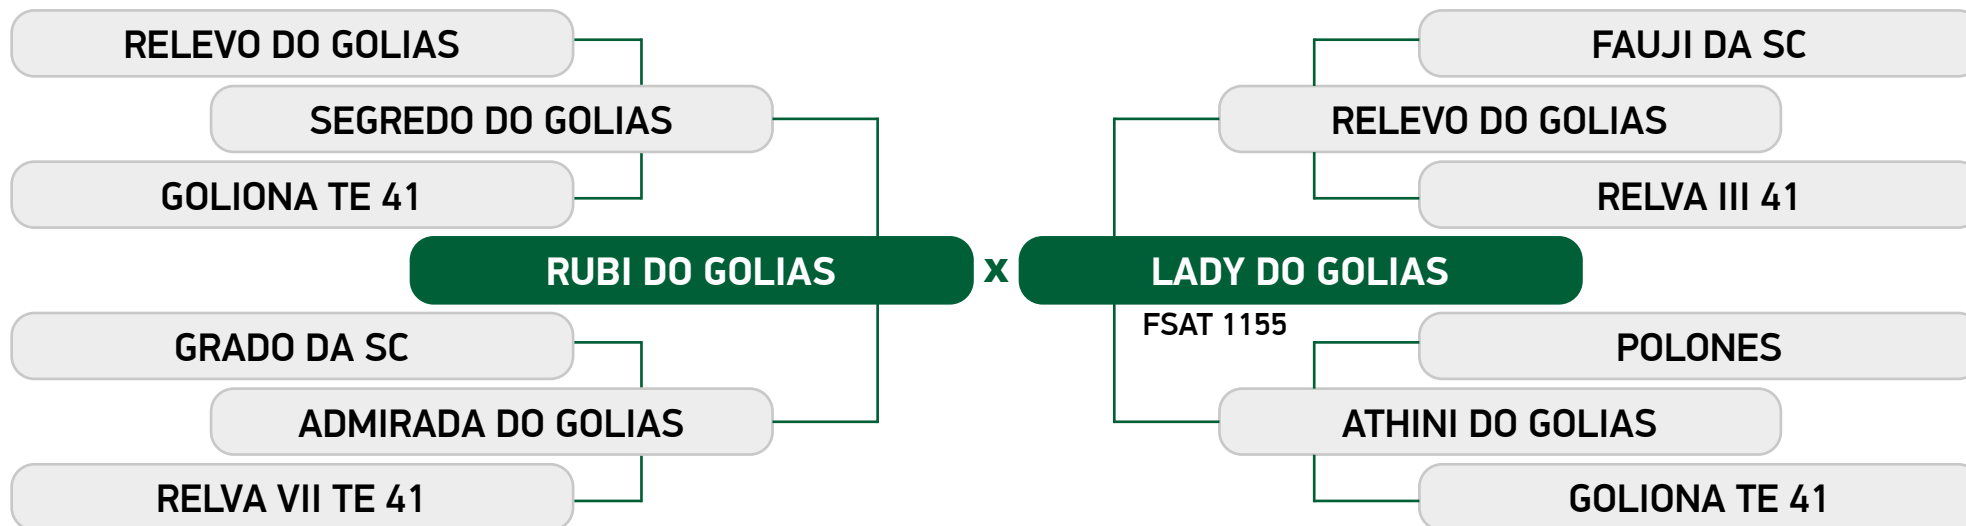 RELEVO DO GOLIAS
SEGREDO DO GOLIAS
GOLIONA TE 41
RUBI DO GOLIAS
GRADO DA SC
ADMIRADA DO GOLIAS
RELVA VII TE 41
x
FAUJI DA SC
RELEVO DO GOLIAS
RELVA III 41
LADY DO GOLIAS
FSAT 1155
POLONES
ATHINI DO GOLIAS
GOLIONA TE 41